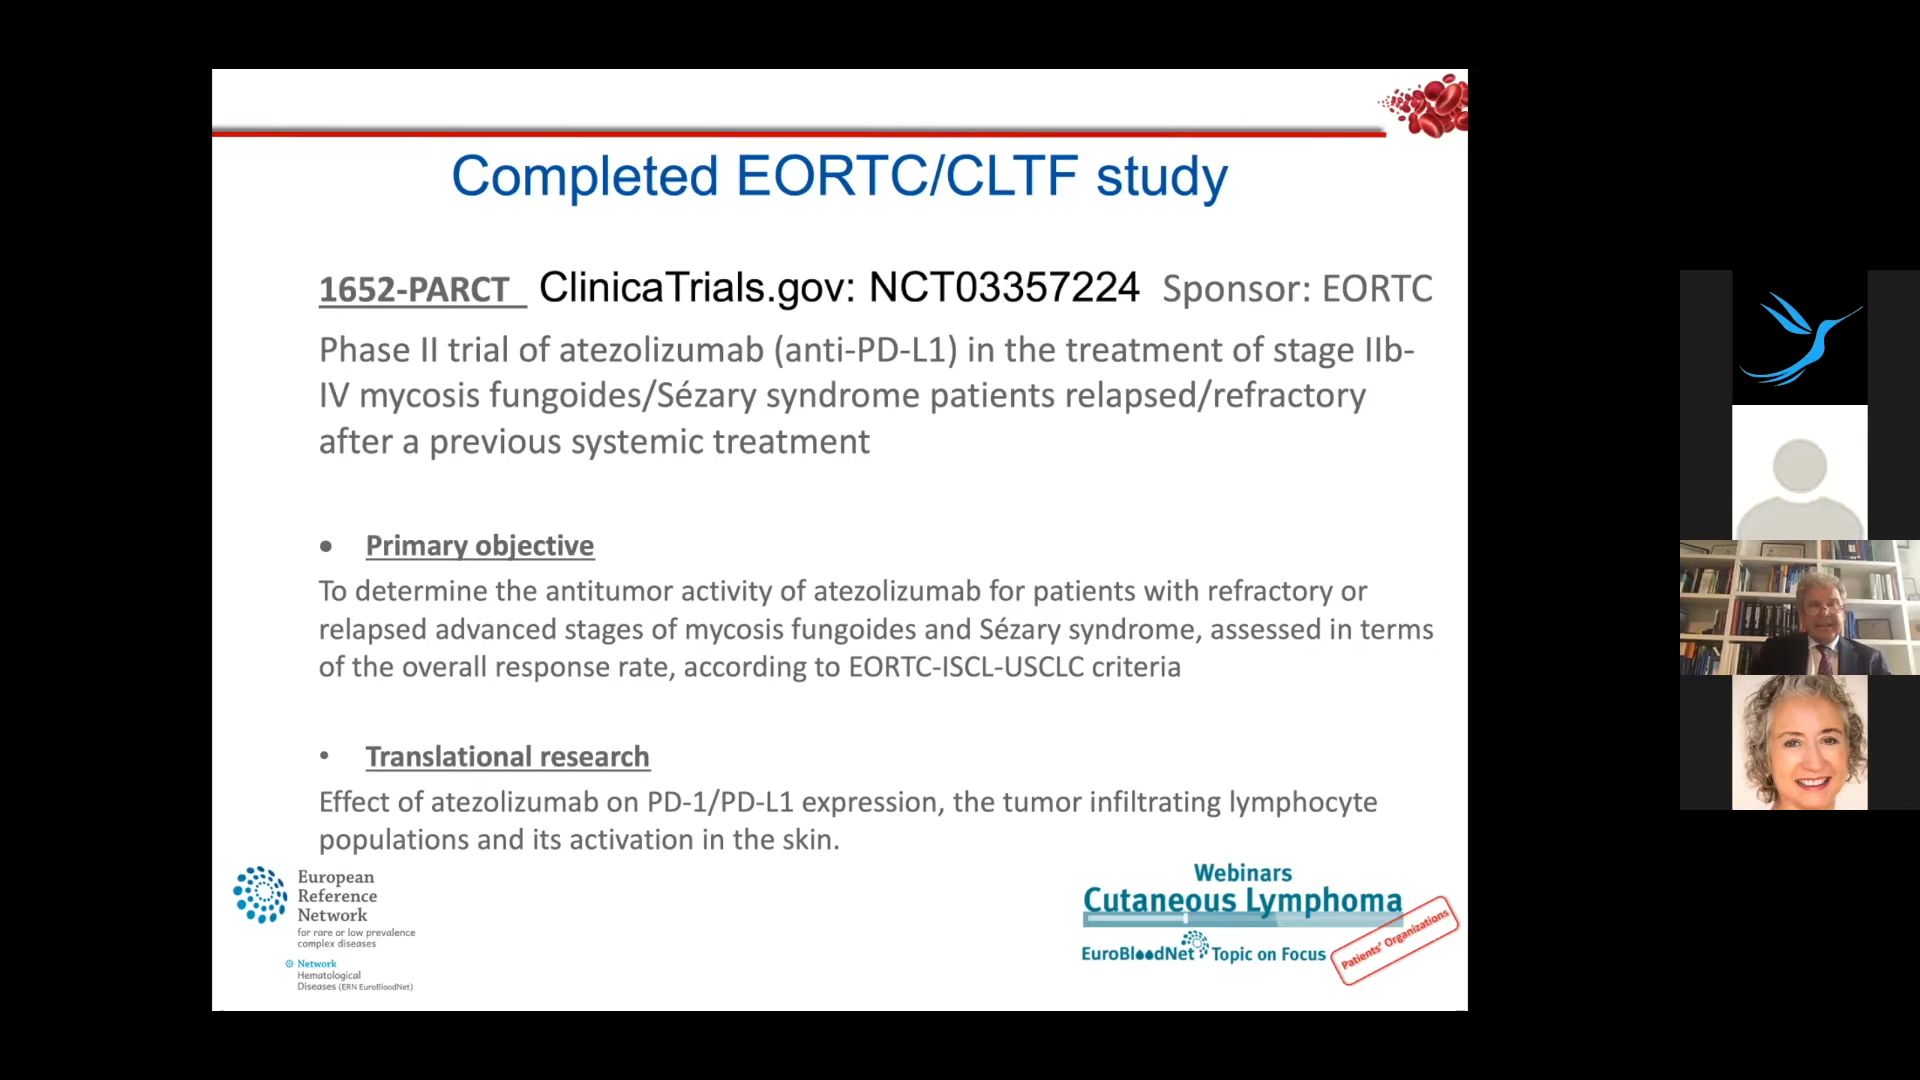 Completed EORTC/CLTF study
1652-PARCT ClinicaTrials.gov: NCT03357224 Sponsor: EORTC
Phase II trial of atezolizumab (anti-PD-L1) in the treatment of stage IIb-
IV mycosis fungoides/Sézary syndrome patients relapsed/refractory
after a previous systemic treatment
• Primary objective
To determine the antitumor activity of atezolizumab for patients with refractory or
relapsed advanced stages of mycosis fungoides and Sézary syndrome, assessed in terms
of the overall response rate, according to EORTC-ISCL-USCLC criteria
• Translational research
Effect of atezolizumab on PD-1/PD-L1 expression, the tumor infiltrating lymphocyte
populations and its activation in the skin.
European
Reference
Network
for rare or low prevalence
complex diseases
Network
Hematological
Diseases (ERN EuroBloodNet)
Webinars
Cutaneous Lymphoma
EuroBloodNet Topic on Focus
Patients' Organizations